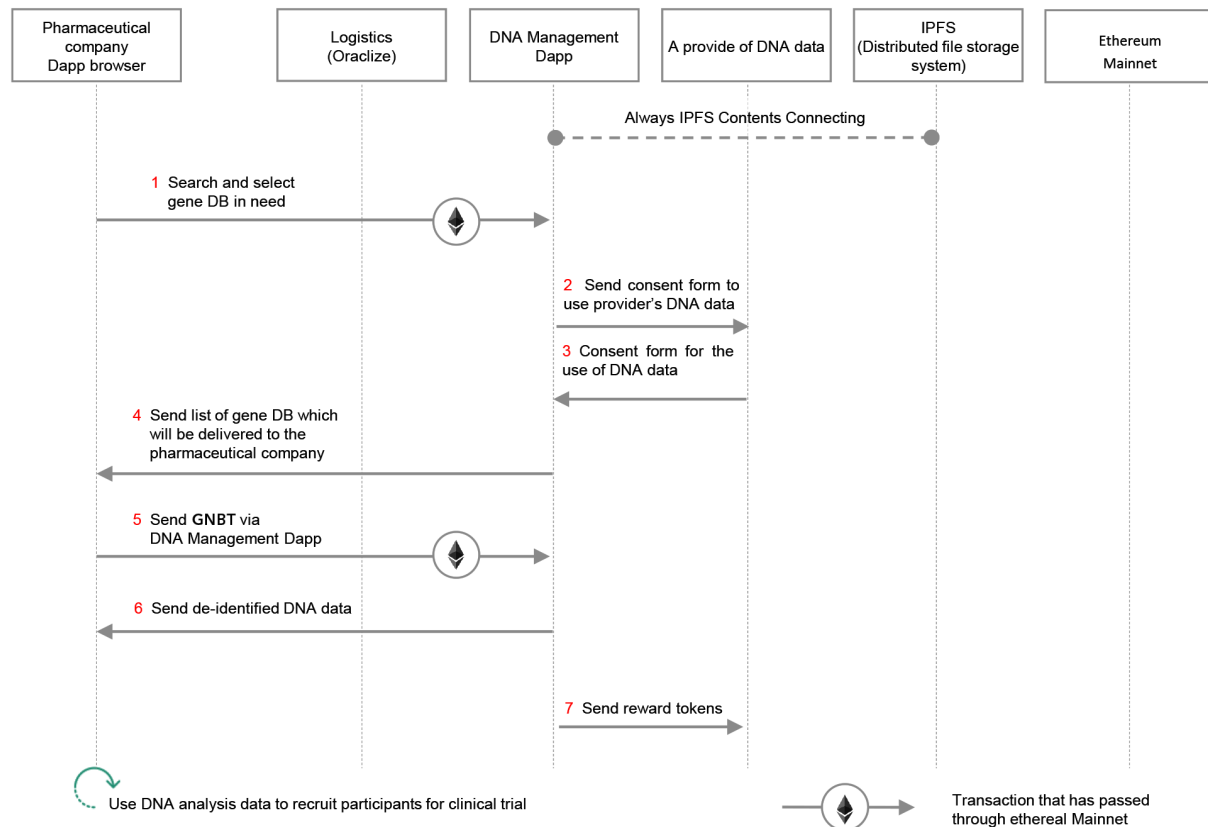 Pharmaceutical
company
Dapp browser
Logistics
(Oraclize)
DNA Management
Dapp
A provide of DNA data
IPFS
(Distributed file storage
system)
Ethereum
Mainnet
Always IPFS Contents Connecting
1 Search and select
gene DB in need
2 Send consent form to
use provider's DNA data
3 Consent form for the
use of DNA data
4 Send list of gene DB which
will be delivered to the
pharmaceutical company
5 Send GNBT via
DNA Management Dapp
6 Send de-identified DNA data
7 Send reward tokens
Use DNA analysis data to recruit participants for clinical trial
Transaction that has passed
through ethereal Mainnet